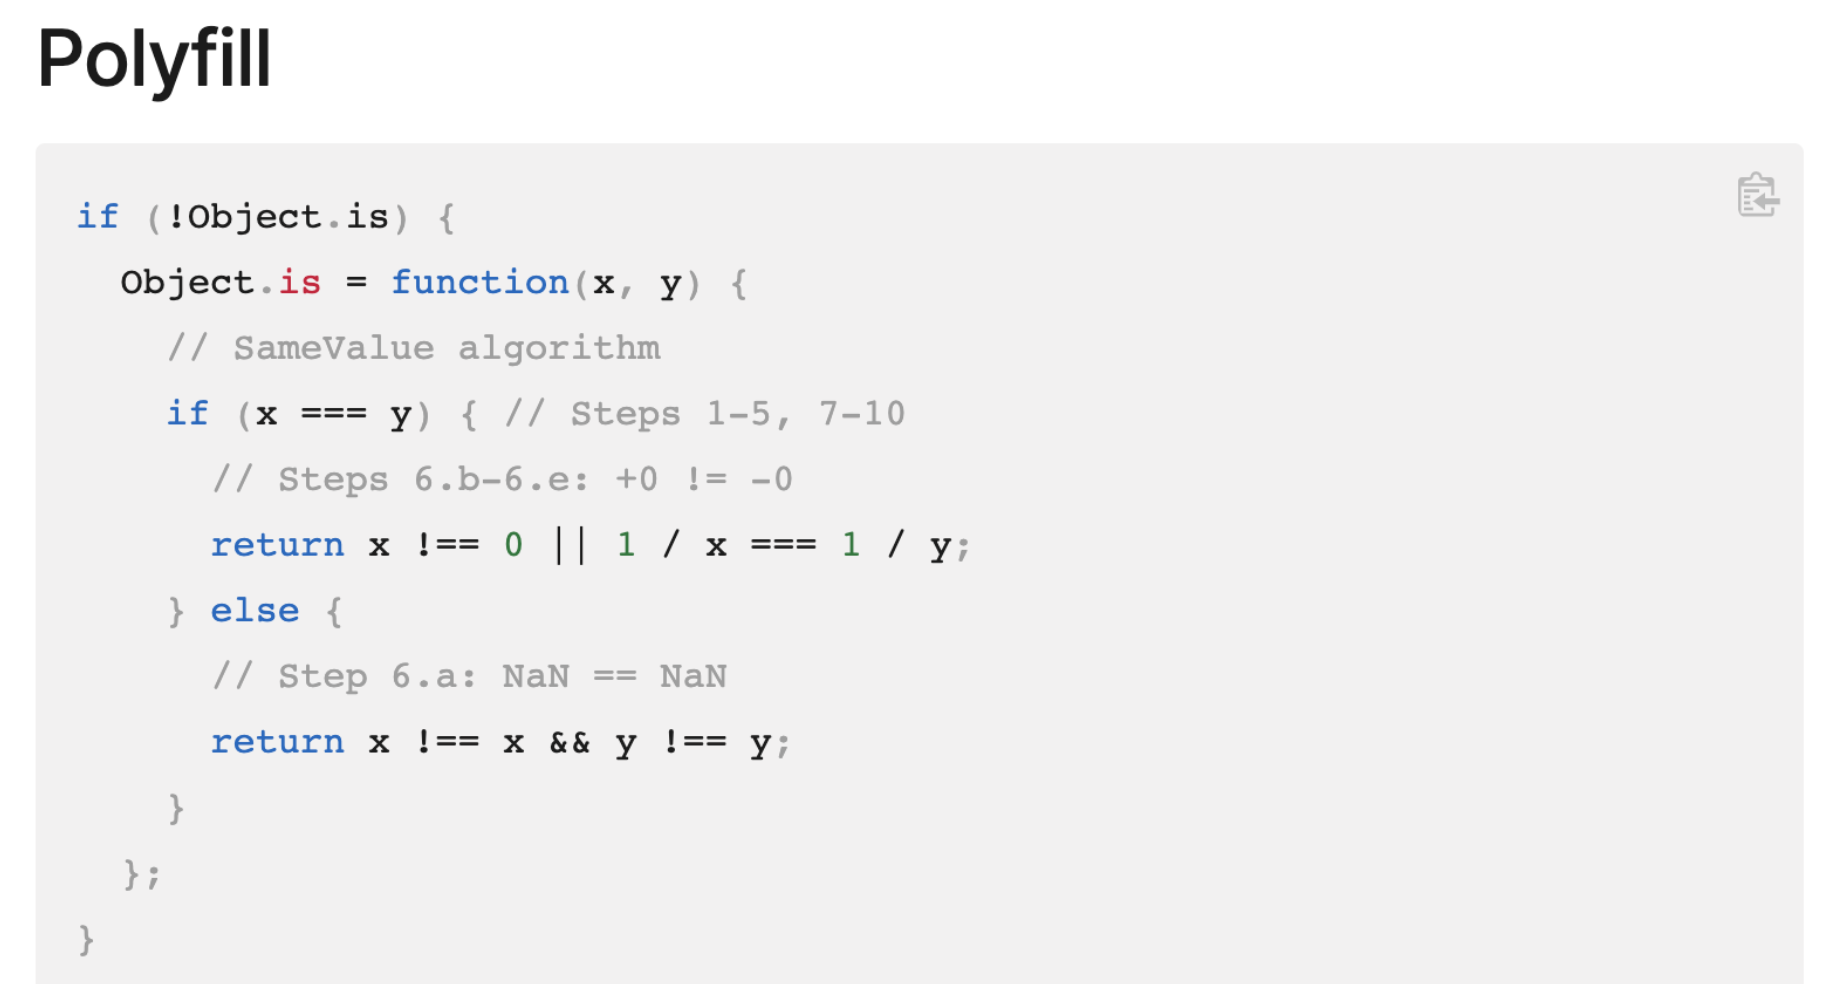 Polyfill
if (!Object.is) {
Object.is = function(x, y) {
// SameValue algorithm
if (x === y) { // Steps 1-5, 7-10
// Steps 6.b-6.e: +0 != -0
return x !== 0 || 1 / x === 1 / y;
} else {
// Step 6.a: NaN == NaN
return x !== x && y !== y;
}
};
}